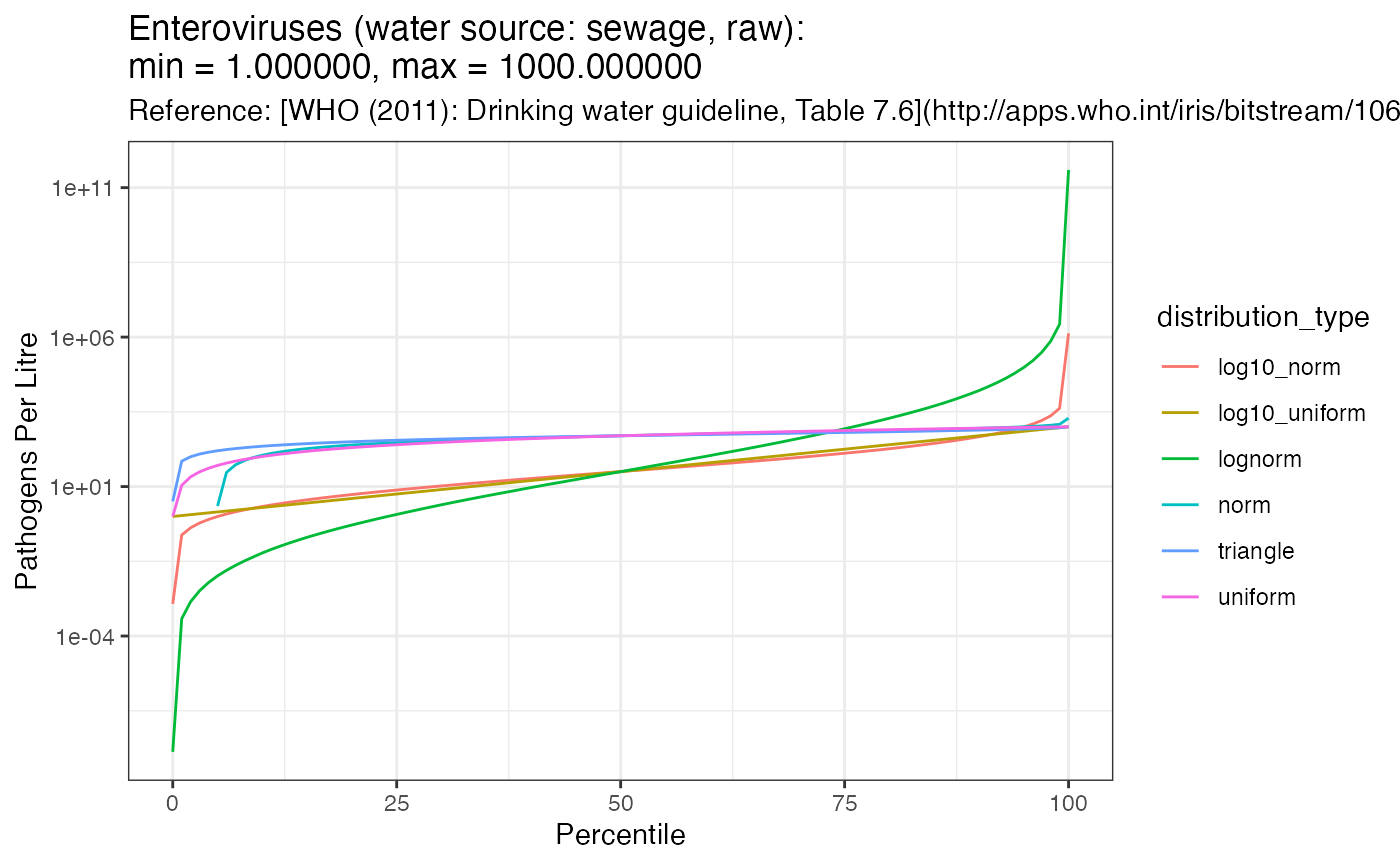 Enteroviruses (water source: sewage, raw):
min = 1.000000, max = 1000.000000
Reference: [WHO (2011): Drinking water guideline, Table 7.6](http://apps.who.int/iris/bitstream/106
Pathogens Per Litre
1e+11
1e+06
1e+01
1e-04
0 25 50 75 100
Percentile
distribution_type
log10_norm
log10_uniform
lognorm
norm
triangle
uniform